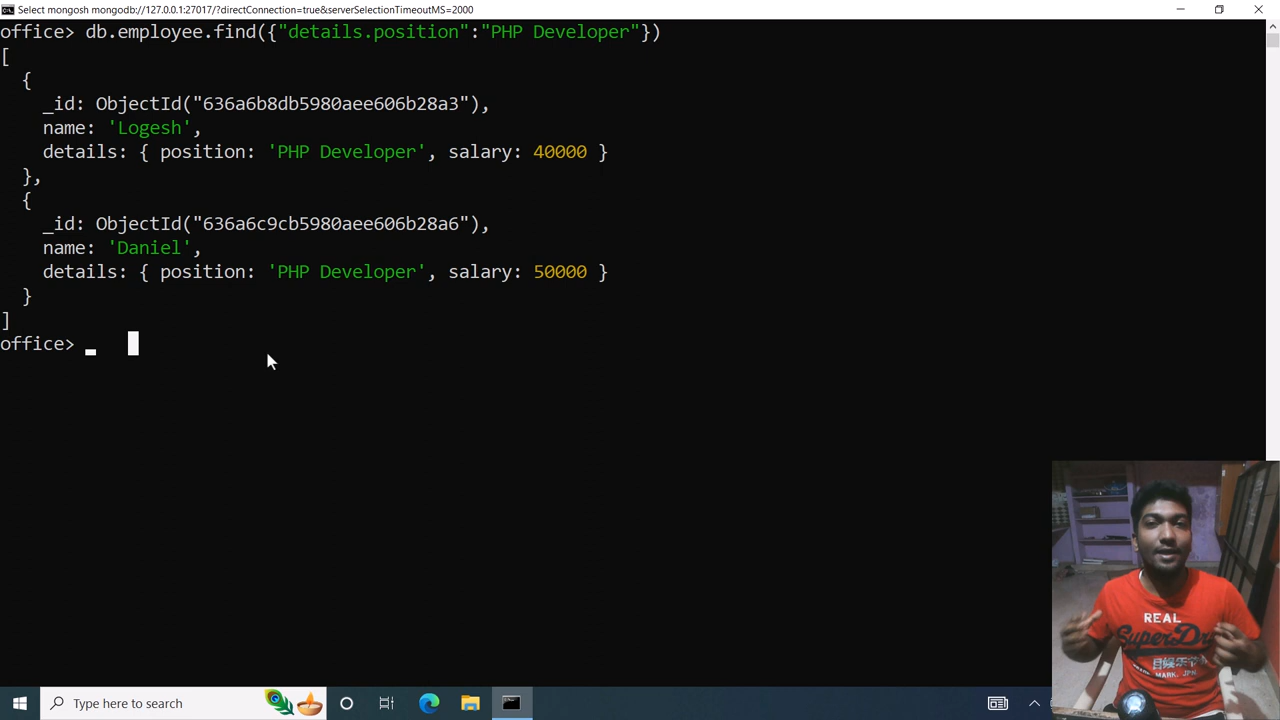 Select mongosh mongodb://127.0.0.1:27017/?directConnection=true&serverSelectionTimeoutMS=2000
office> db.employee.find({"details.position":"PHP Developer"})
[
{
_id: ObjectId("636a6b8db5980aee606b28a3"),
name: 'Logesh',
details: { position: 'PHP Developer', salary: 40000 }
},
{
_id: ObjectId("636a6c9cb5980aee606b28a6"),
name: 'Daniel',
details: { position: 'PHP Developer', salary: 50000 }
}
]
office>
REAL
SuperDry
MARK, JPN.
Type here to search